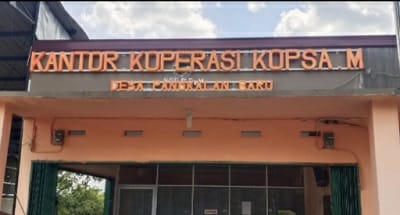 KANTOR KOPERASI KOPSA.M
DESA PANGKALAN BARU